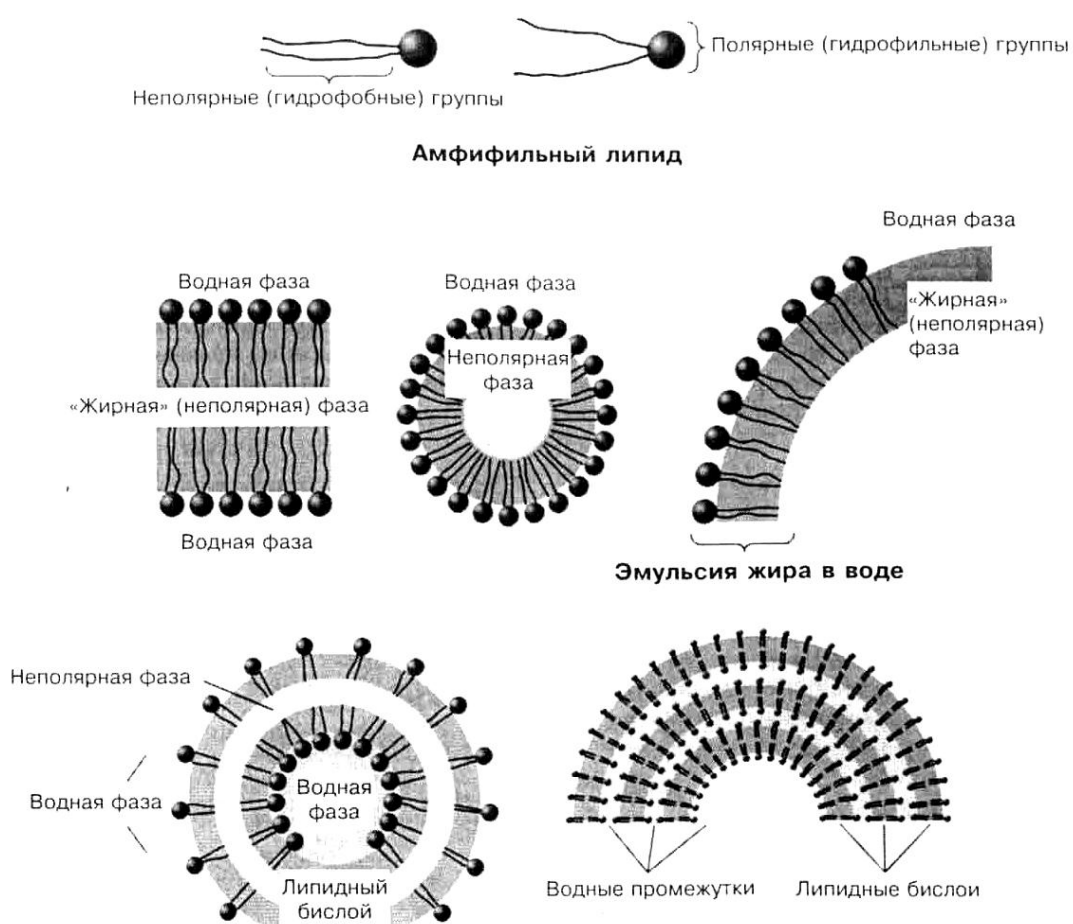 Полярные (гидрофильные) группы
Неполярные (гидрофобные) группы
Амфифильный липид
Водная фаза
Водная фаза
Водная фаза
«Жирная»
(неполярная)
фаза
Неполярная
фаза
«Жирная» (неполярная) фаза
Водная фаза
Эмульсия жира в воде
Неполярная фаза
Водная фаза
Водная
фаза
Липидный
бислой
Водные промежутки
Липидные бислои